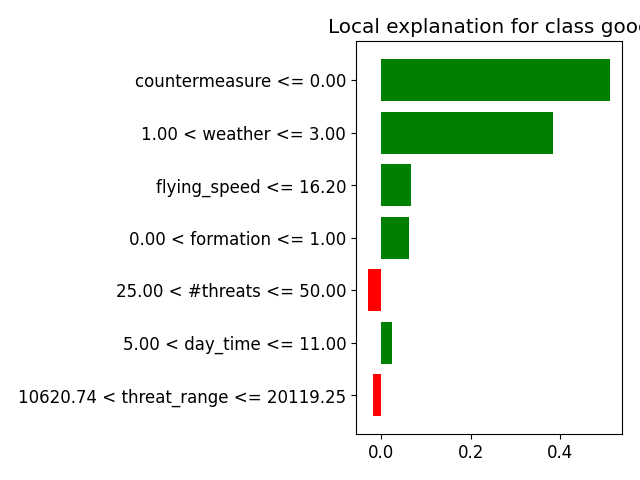 Local explanation for class good
countermeasure <= 0.00
1.00 < weather <= 3.00
flying_speed <= 16.20
0.00 < formation <= 1.00
25.00 < #threats <= 50.00
5.00 < day_time <= 11.00
10620.74 < threat_range <= 20119.25
0.0 0.2 0.4